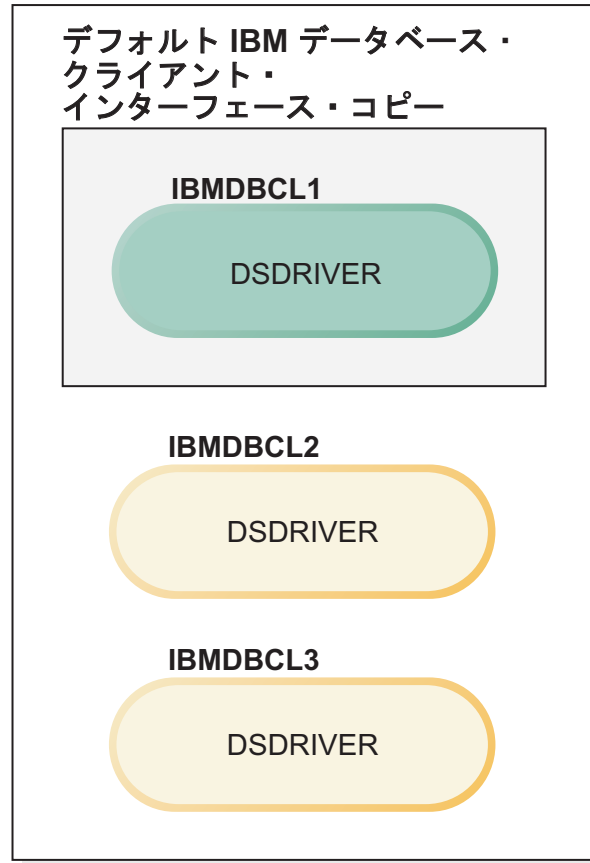 デフォルト IBM データベース・
クライアント・
インターフェース・コピー
IBMDBCL1
DSDRIVER
IBMDBCL2
DSDRIVER
IBMDBCL3
DSDRIVER